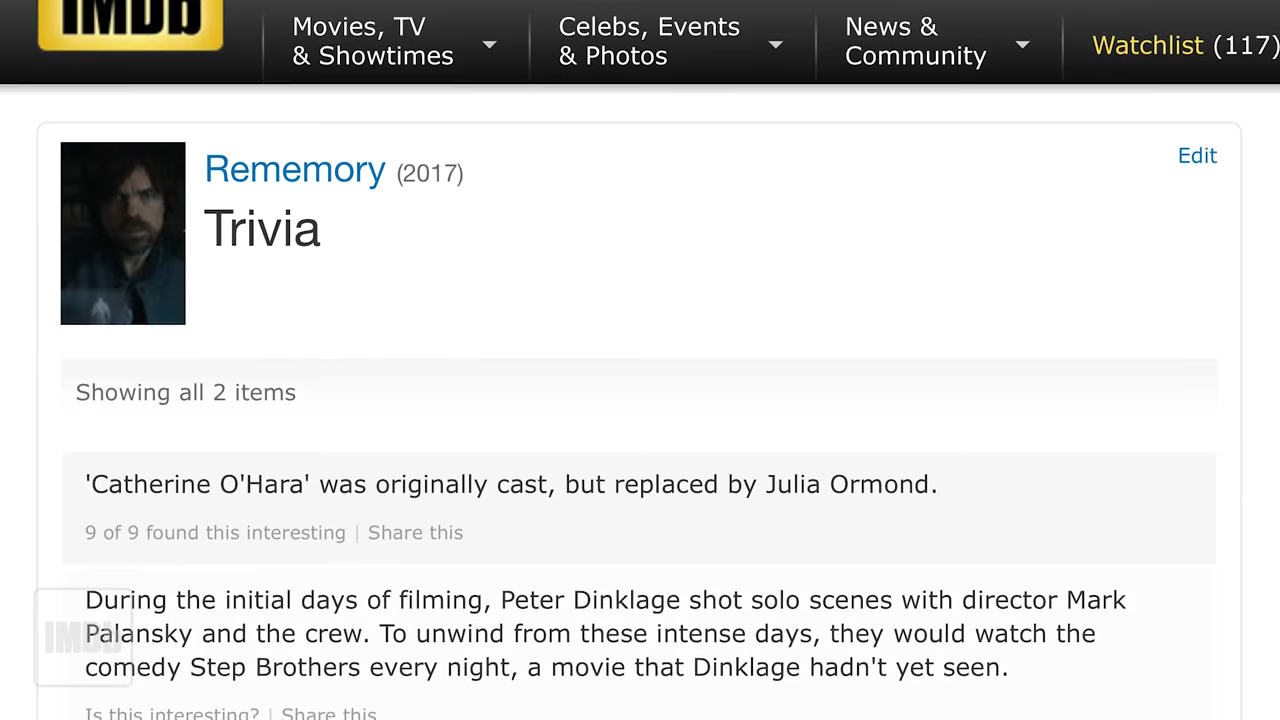 IMDb
Movies, TV
& Showtimes
Celebs, Events
& Photos
News &
Community
Watchlist (117)
Rememory (2017)
Edit
Trivia
Showing all 2 items
'Catherine O'Hara' was originally cast, but replaced by Julia Ormond.
9 of 9 found this interesting | Share this
During the initial days of filming, Peter Dinklage shot solo scenes with director Mark
Palansky and the crew. To unwind from these intense days, they would watch the
comedy Step Brothers every night, a movie that Dinklage hadn't yet seen.
IMDb
Is this interesting? | Share this